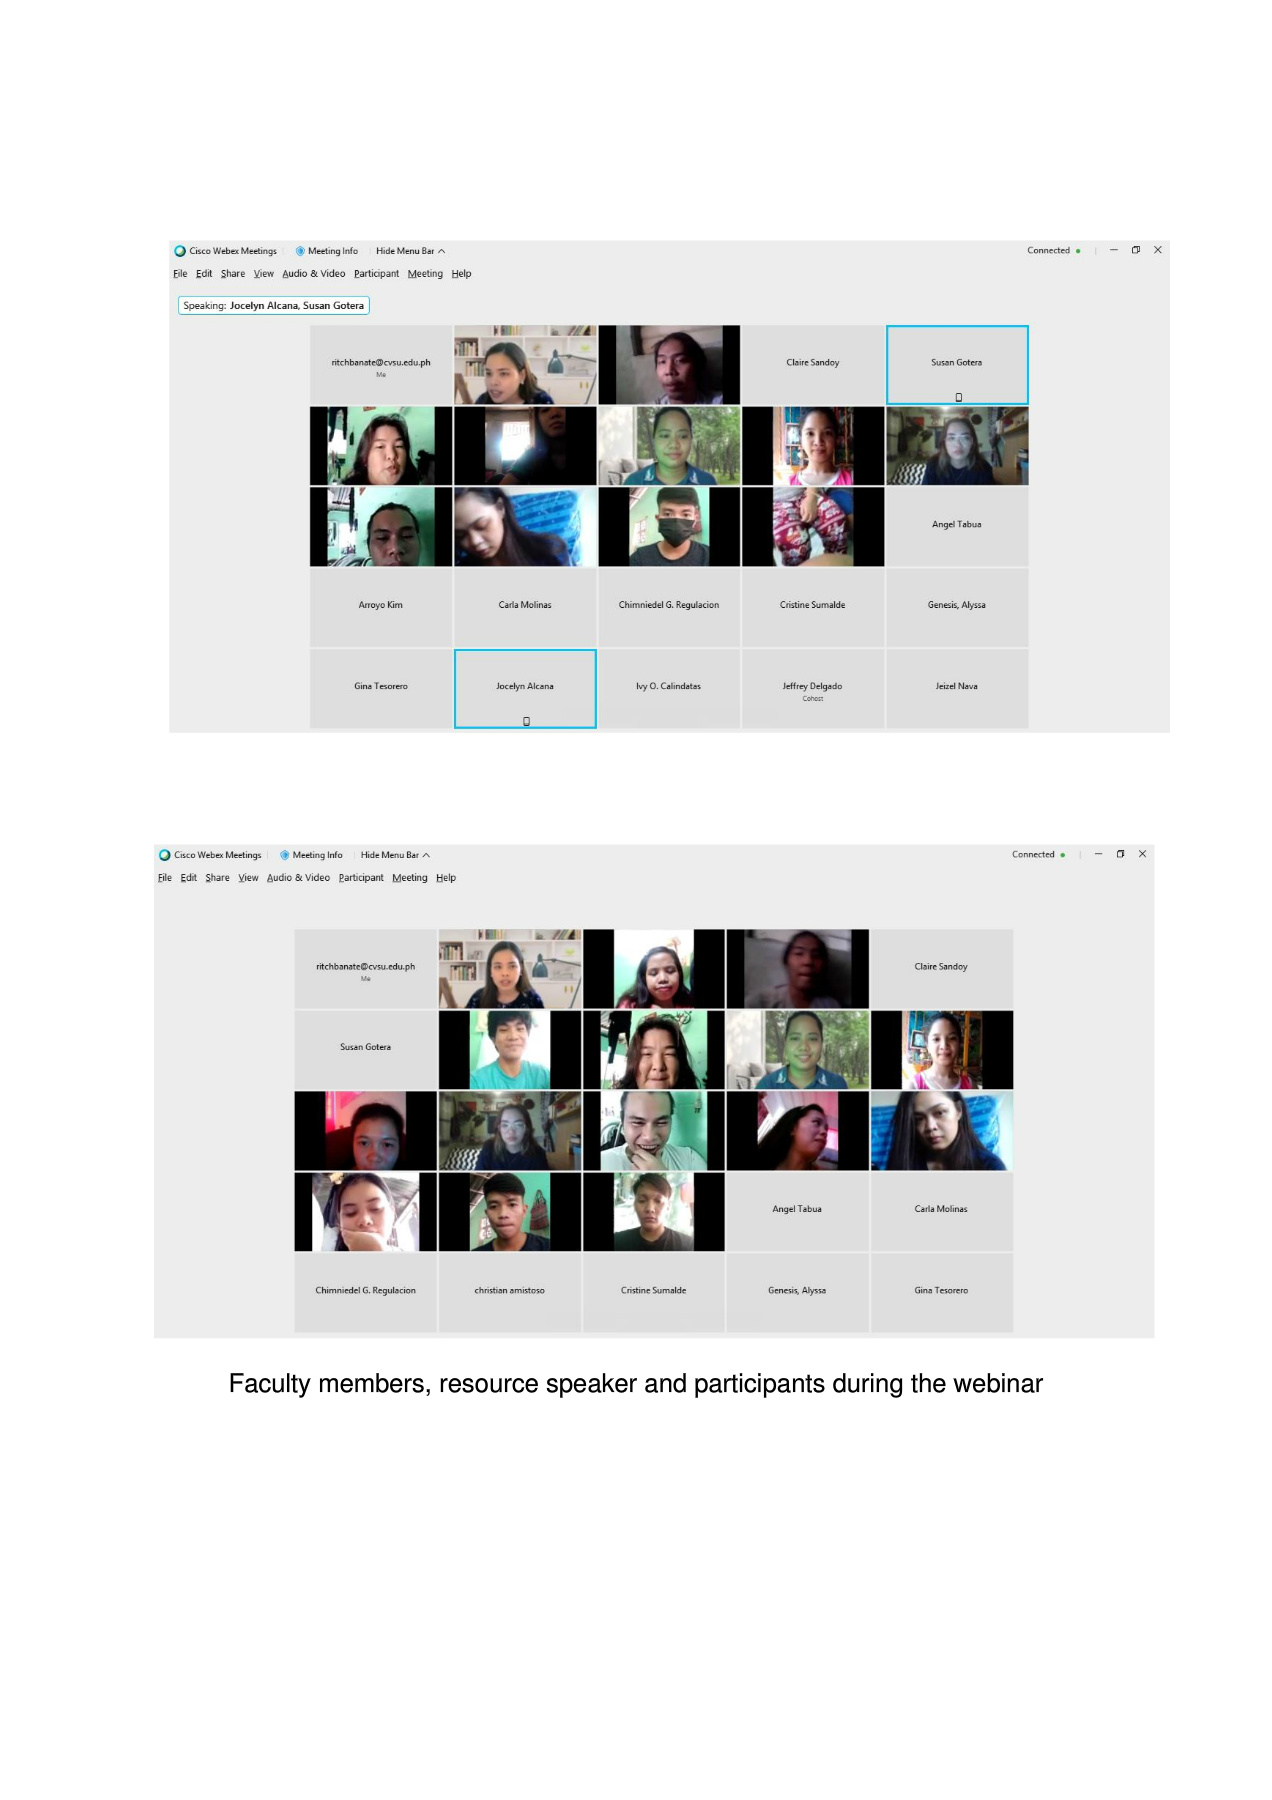 Cisco Webex Meetings Meeting Info Hide Menu Bar Connected
File Edit Share View Audio & Video Participant Meeting Help
Speaking: Jocelyn Alcana, Susan Gotera
ritchbanate@cvsu.edu.ph
Me
Claire Sandoy
Susan Gotera
Angel Tabua
Arroyo Kim
Carla Molinas
Chimniedel G. Regulacion
Cristine Sumalde
Genesis, Alyssa
Gina Tesorero
Jocelyn Alcana
Ivy O. Calindatas
Jeffrey Delgado
Cohost
Jeizel Nava
Cisco Webex Meetings Meeting Info Hide Menu Bar Connected
File Edit Share View Audio & Video Participant Meeting Help
ritchbanate@cvsu.edu.ph
Me
Claire Sandoy
Susan Gotera
Angel Tabua
Carla Molinas
Chimniedel G. Regulacion
christian amistoso
Cristine Sumalde
Genesis, Alyssa
Gina Tesorero
Faculty members, resource speaker and participants during the webinar